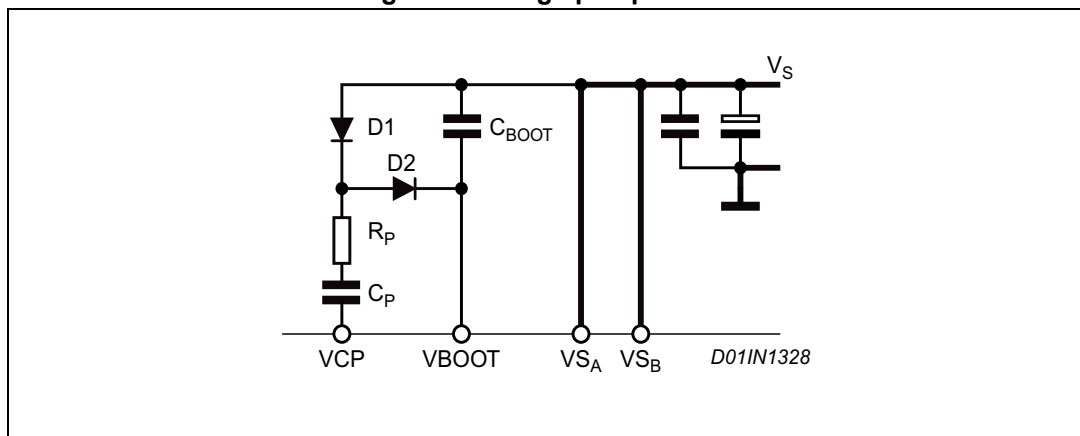 V_S
D1
C_BOOT
D2
R_P
C_P
VCP VBOOT VS_A VS_B D01IN1328